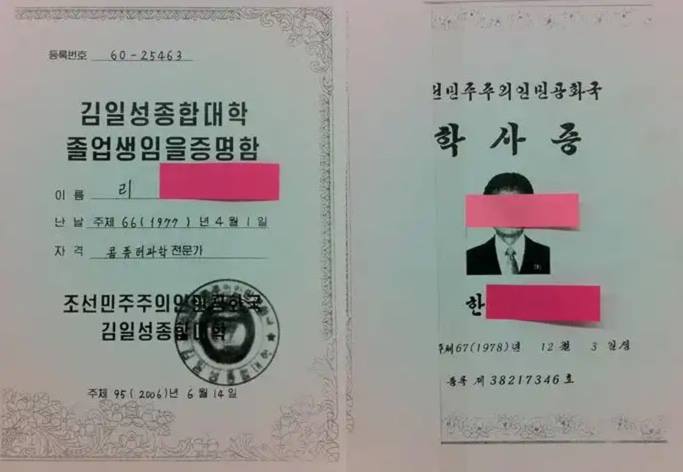 등록번호 60-25463
김일성종합대학
졸업생임을증명함
이름 리
난날 주체 66(1977)년 4월 1일
자격 콤퓨터과학전문가
조선민주주의인민공화국
김일성종합대학
주체 95(2006)년 6월 14일
선민주주의인민공화국
학사증
한
주체67(1978)년 12월 3일생
등록 제 38217346 호